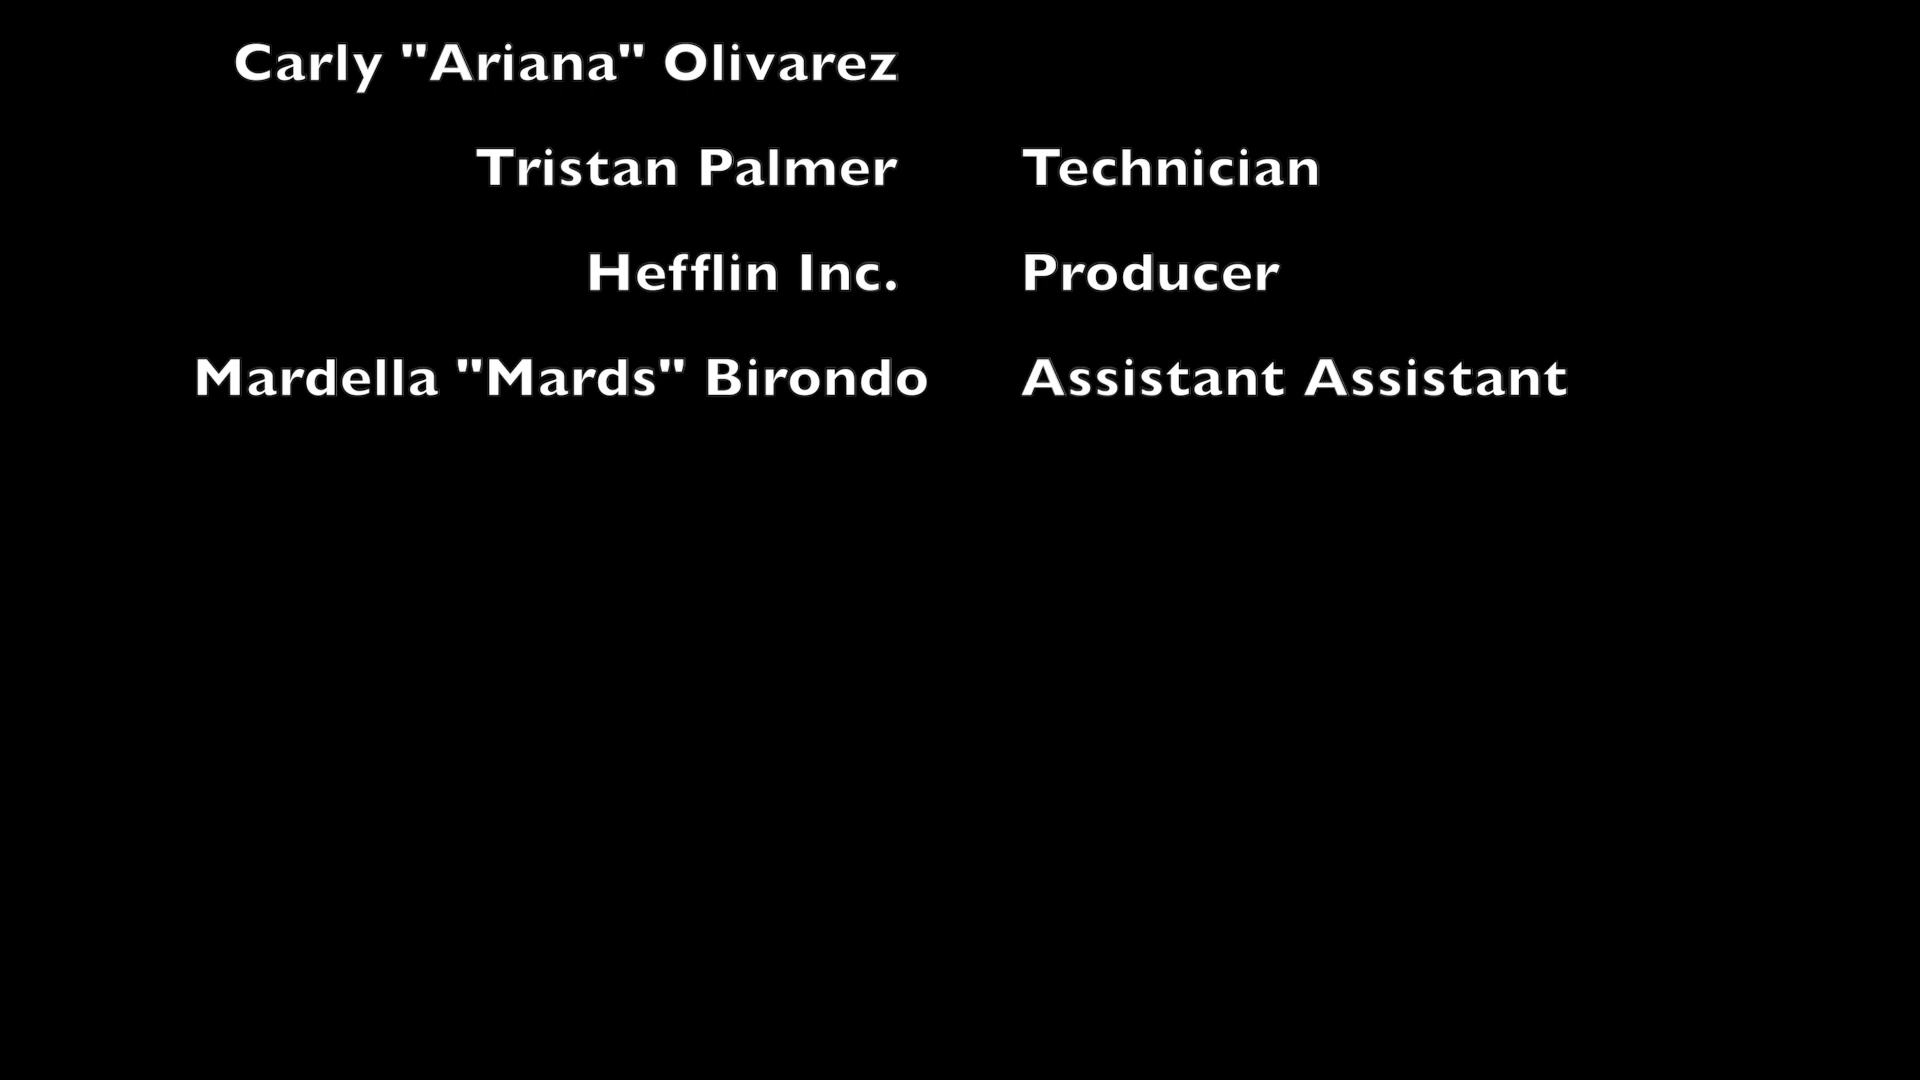 Carly "Ariana" Olivarez
Tristan Palmer Technician
Hefflin Inc. Producer
Mardella "Mards" Birondo Assistant Assistant